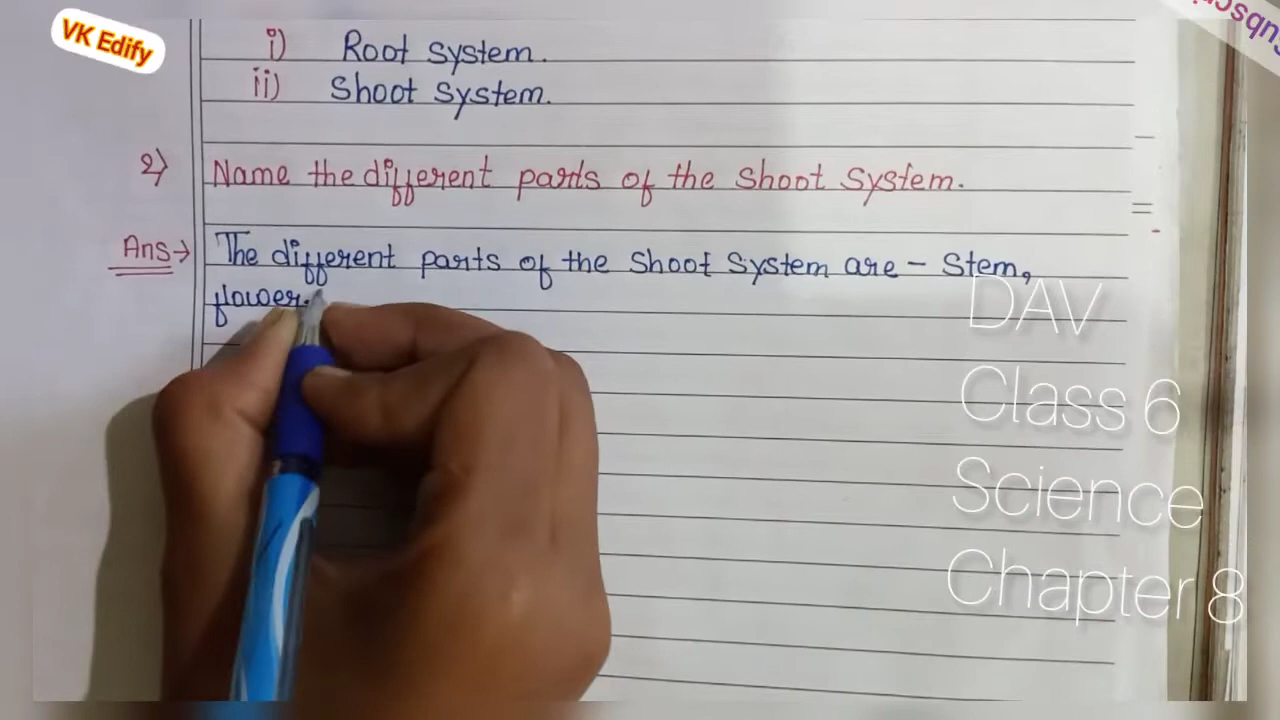 VK Edify
ubscri
i) Root System.
ii) Shoot System.
2) Name the different parts of the Shoot System.
Ans→ The different parts of the Shoot System are - Stem,
flower
DAV
Class 6
Science
Chapter 8